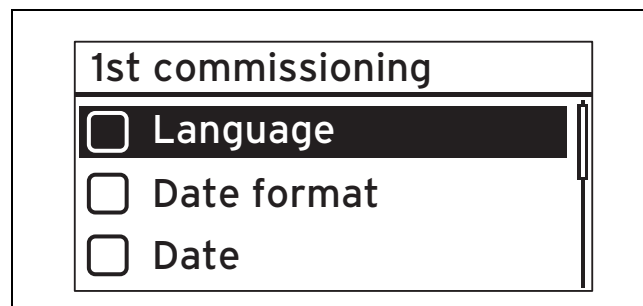 1st commissioning
Language
Date format
Date